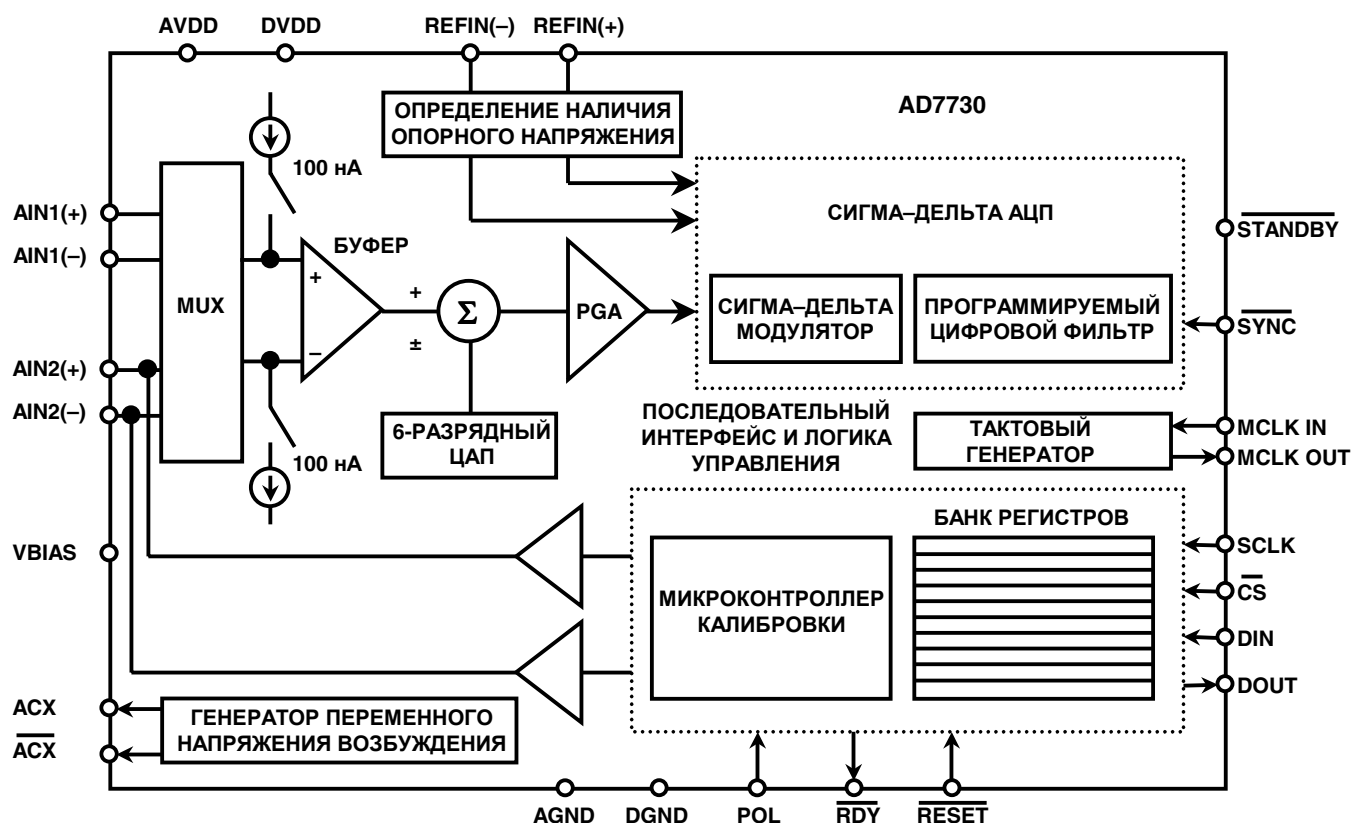 AVDD
DVDD
REFIN(–)
REFIN(+)
AD7730
ОПРЕДЕЛЕНИЕ НАЛИЧИЯ
ОПОРНОГО НАПРЯЖЕНИЯ
100 нА
AIN1(+)
AIN1(–)
MUX
БУФЕР
+
–
+
±
Σ
PGA
СИГМА–ДЕЛЬТА АЦП
СИГМА–ДЕЛЬТА
МОДУЛЯТОР
ПРОГРАММИРУЕМЫЙ
ЦИФРОВОЙ ФИЛЬТР
STANDBY
SYNC
AIN2(+)
AIN2(–)
100 нА
6-РАЗРЯДНЫЙ
ЦАП
ПОСЛЕДОВАТЕЛЬНЫЙ
ИНТЕРФЕЙС И ЛОГИКА
УПРАВЛЕНИЯ
ТАКТОВЫЙ
ГЕНЕРАТОР
MCLK IN
MCLK OUT
VBIAS
МИКРОКОНТРОЛЛЕР
КАЛИБРОВКИ
БАНК РЕГИСТРОВ
SCLK
CS
DIN
DOUT
ACX
ACX
ГЕНЕРАТОР ПЕРЕМЕННОГО
НАПРЯЖЕНИЯ ВОЗБУЖДЕНИЯ
AGND
DGND
POL
RDY
RESET